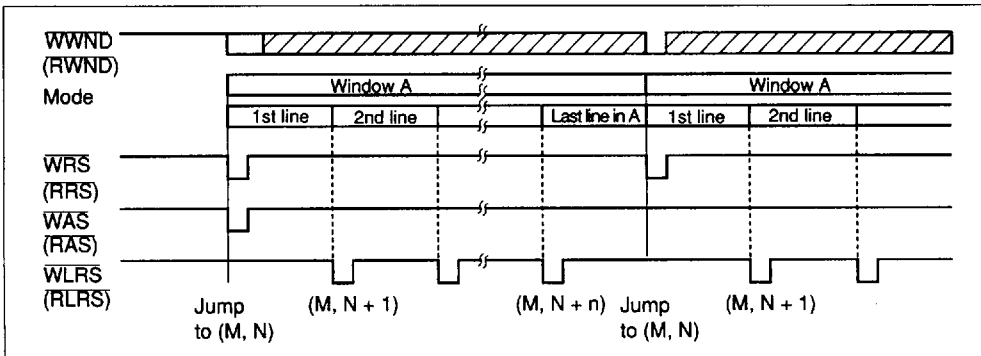 WWND
(RWND)
Mode
Window A
Window A
1st line
2nd line
Last line in A
1st line
2nd line
WRS
(RRS)
WAS
(RAS)
WLRS
(RLRS)
Jump
to (M, N)
(M, N + 1)
(M, N + n)
Jump
to (M, N)
(M, N + 1)